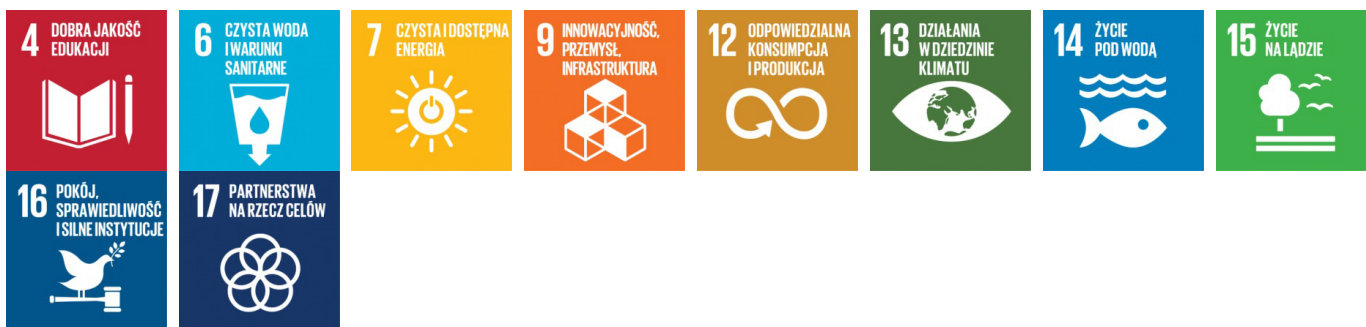 4 DOBRA JAKOŚĆ
EDUKACJI
6 CZYSTA WODA
I WARUNKI
SANITARNE
7 CZYSTA I DOSTĘPNA
ENERGIA
9 INNOWACYJNOŚĆ,
PRZEMYSŁ,
INFRASTRUKTURA
12 ODPOWIEDZIALNA
KONSUMPCJA
I PRODUKCJA
13 DZIAŁANIA
W DZIEDZINIE
KLIMATU
14 ŻYCIE
POD WODĄ
15 ŻYCIE
NA LĄDZIE
16 POKÓJ,
SPRAWIEDLIWOŚĆ
I SILNE INSTYTUCJE
17 PARTNERSTWA
NA RZECZ CELÓW